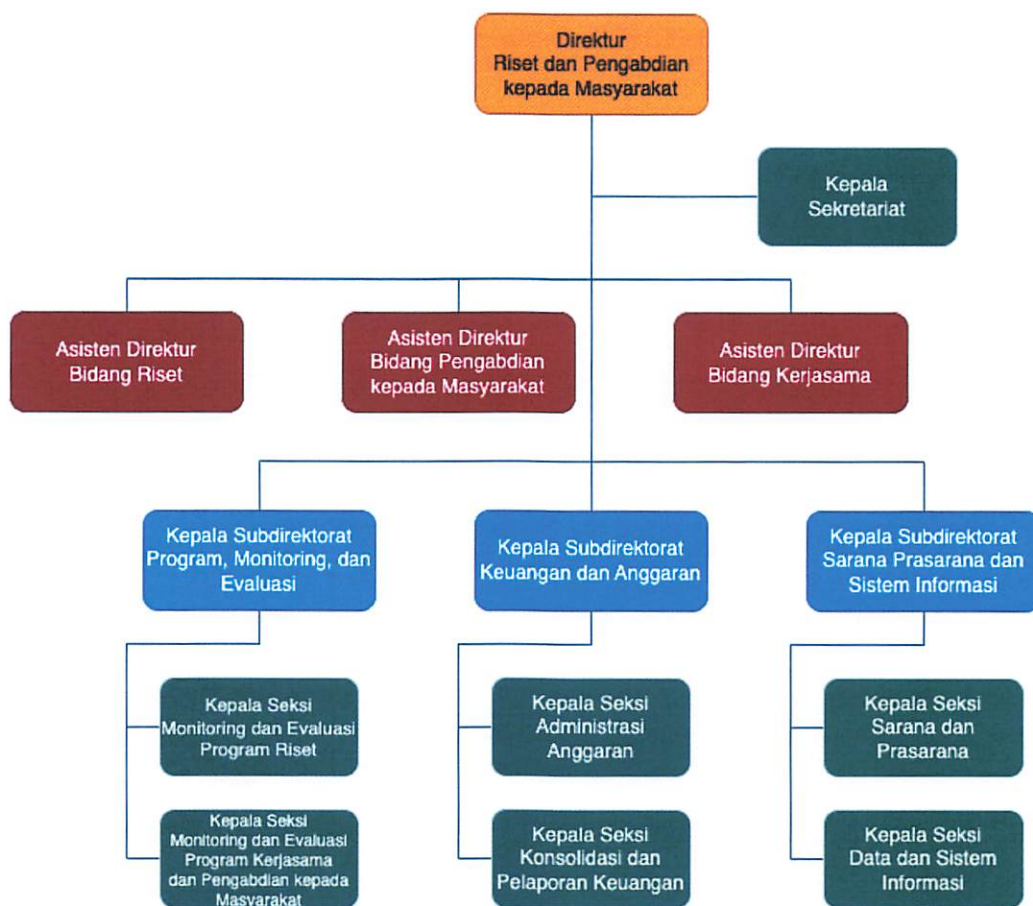 Direktur
Riset dan Pengabdian
kepada Masyarakat
Kepala
Sekretariat
Asisten Direktur
Bidang Riset
Asisten Direktur
Bidang Pengabdian
kepada Masyarakat
Asisten Direktur
Bidang Kerjasama
Kepala Subdirektorat
Program, Monitoring, dan
Evaluasi
Kepala Subdirektorat
Keuangan dan Anggaran
Kepala Subdirektorat
Sarana Prasarana dan
Sistem Informasi
Kepala Seksi
Monitoring dan Evaluasi
Program Riset
Kepala Seksi
Administrasi
Anggaran
Kepala Seksi
Sarana dan
Prasarana
Kepala Seksi
Monitoring dan Evaluasi
Program Kerjasama
dan Pengabdian kepada
Masyarakat
Kepala Seksi
Konsolidasi dan
Pelaporan Keuangan
Kepala Seksi
Data dan Sistem
Informasi